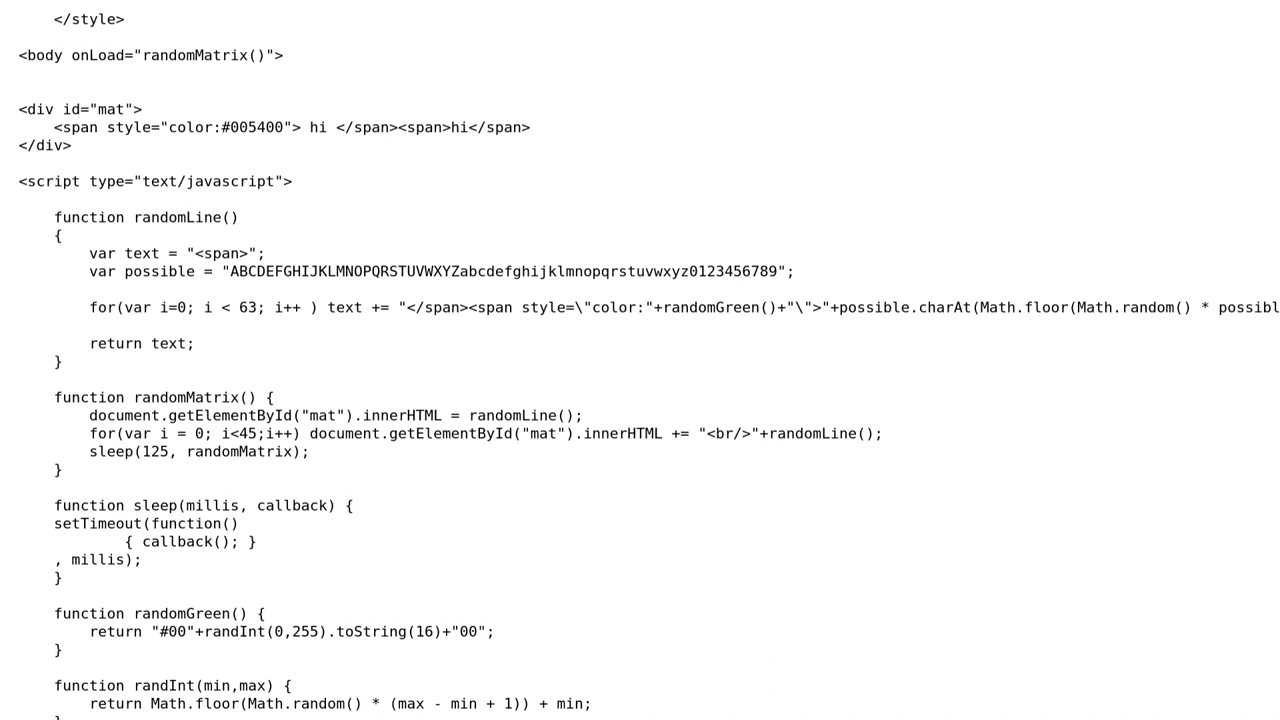 </style>
<body onLoad="randomMatrix()">
<div id="mat">
<span style="color:#005400"> hi </span><span>hi</span>
</div>
<script type="text/javascript">
function randomLine()
{
var text = "<span>";
var possible = "ABCDEFGHIJKLMNOPQRSTUVWXYZabcdefghijklmnopqrstuvwxyz0123456789";
for(var i=0; i < 63; i++ ) text += "</span><span style=\"color:"+randomGreen()+"\">"+possible.charAt(Math.floor(Math.random() * possibl
return text;
}
function randomMatrix() {
document.getElementById("mat").innerHTML = randomLine();
for(var i = 0; i<45;i++) document.getElementById("mat").innerHTML += "<br/>"+randomLine();
sleep(125, randomMatrix);
}
function sleep(millis, callback) {
setTimeout(function()
{ callback(); }
, millis);
}
function randomGreen() {
return "#00"+randInt(0,255).toString(16)+"00";
}
function randInt(min,max) {
return Math.floor(Math.random() * (max - min + 1)) + min;
}